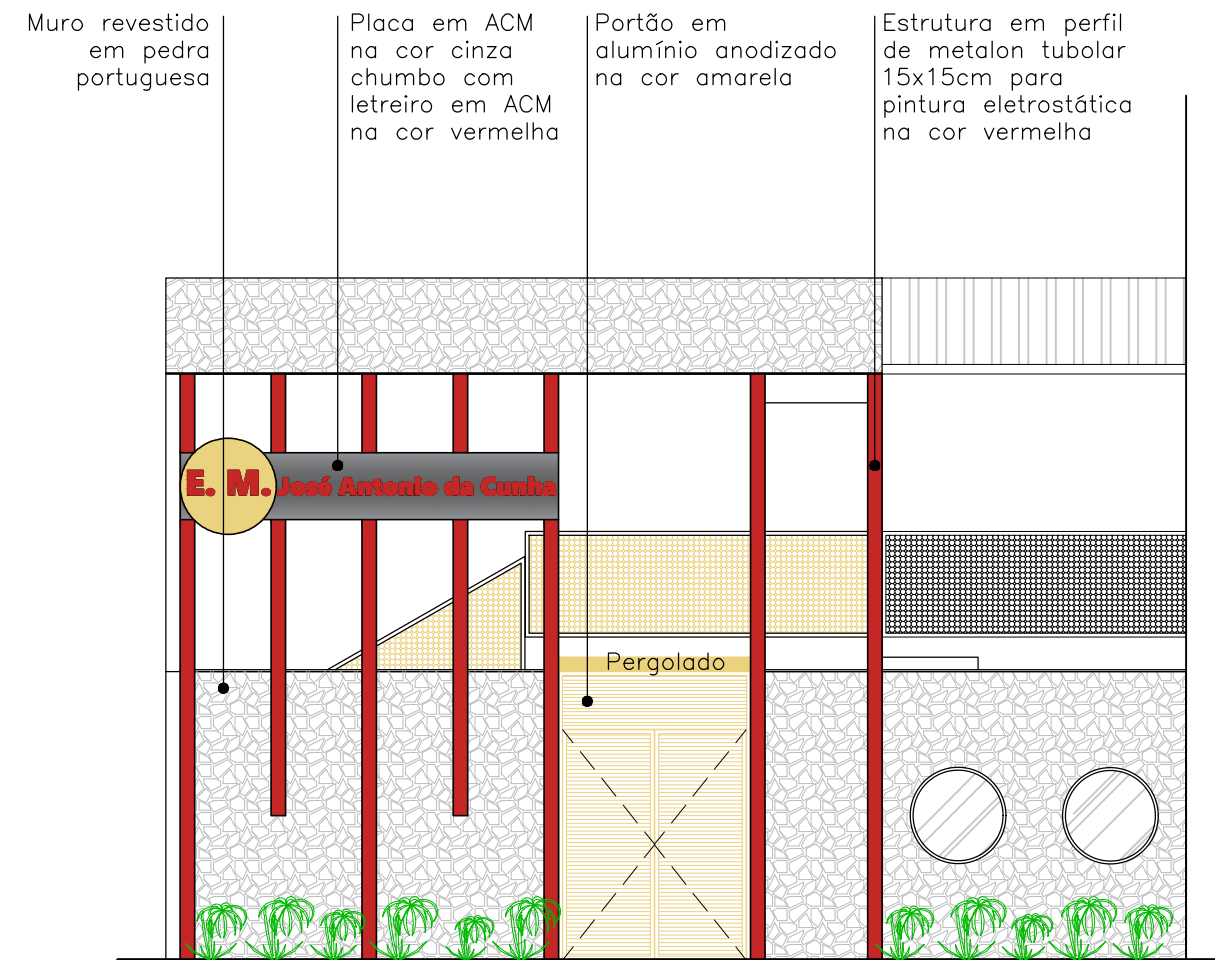 Muro revestido
em pedra
portuguesa
Placa em ACM
na cor cinza
chumbo com
letreiro em ACM
na cor vermelha
Portão em
alumínio anodizado
na cor amarela
Estrutura em perfil
de metalon tubolar
15x15cm para
pintura eletrostática
na cor vermelha
E. M. José Antonio da Cunha
Pergolado